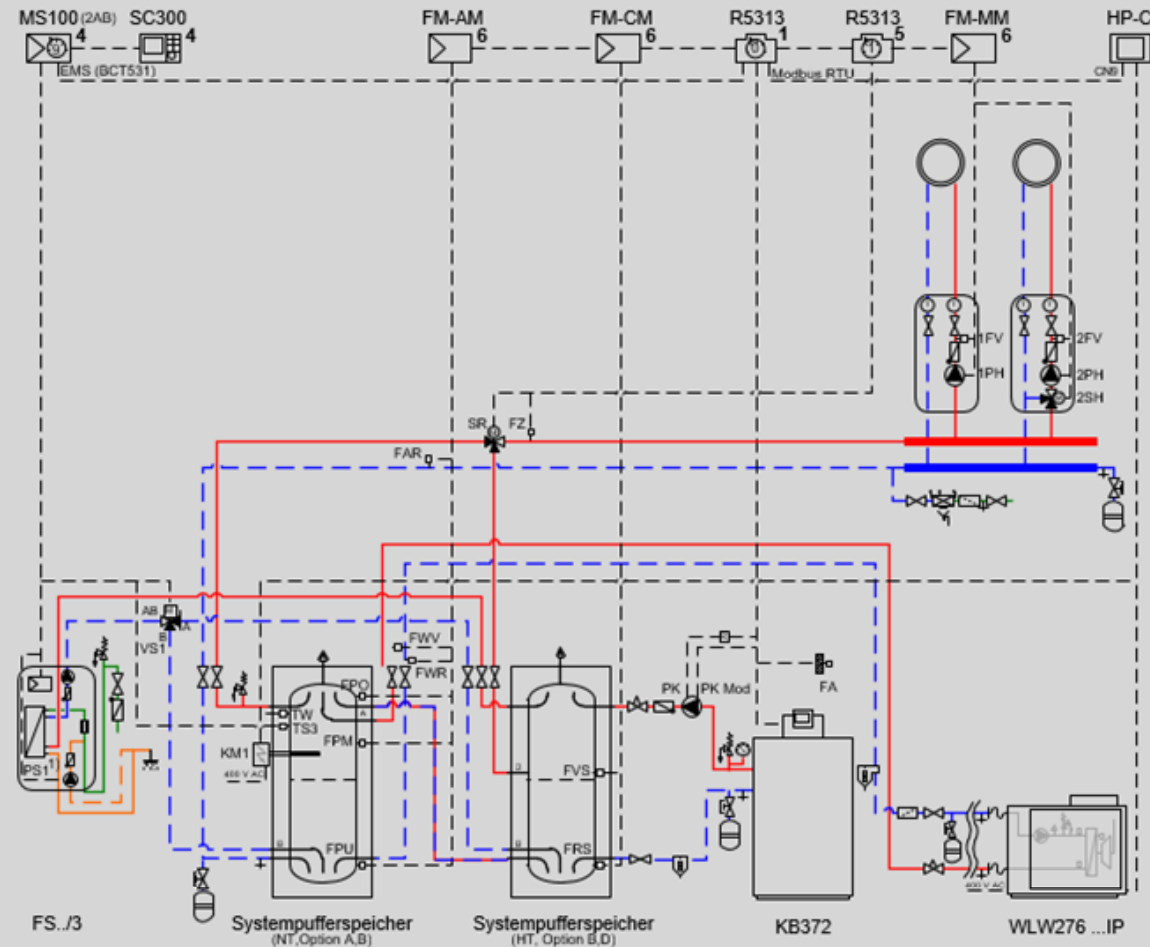 MS100 (2AB) SC300 FM-AM FM-CM R5313 R5313 FM-MM HP-C
4 4 6 6 1 5 6
EMS (BCT531) Modbus RTU CN9
1FV 2FV
1PH 2PH
2SH
SR FZ
FAR
AB
A
B
VS1
FWV
FWR
FPO PK PK Mod FA
TW A
TS3
FPM
KM1
400 V AC
PS1 1) D FVS
B FPU B FRS
400 V AC
FS../3 Systempufferspeicher Systempufferspeicher KB372 WLW276 ...IP
(NT,Option A,B) (HT, Option B,D)